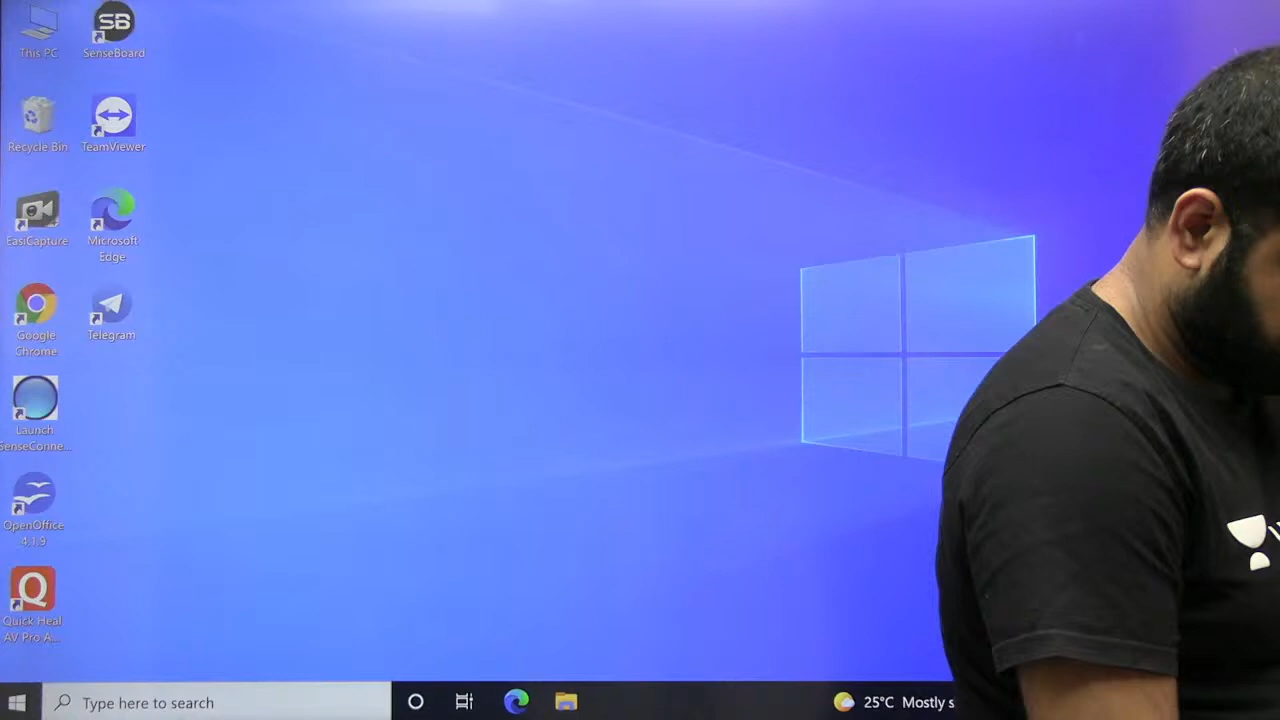 This PC
SenseBoard
Recycle Bin
TeamViewer
EasiCapture
Microsoft
Edge
Google
Chrome
Telegram
Launch
SenseConne...
OpenOffice
4.1.9
Quick Heal
AV Pro A...
SB
Q
Type here to search
25°C Mostly s